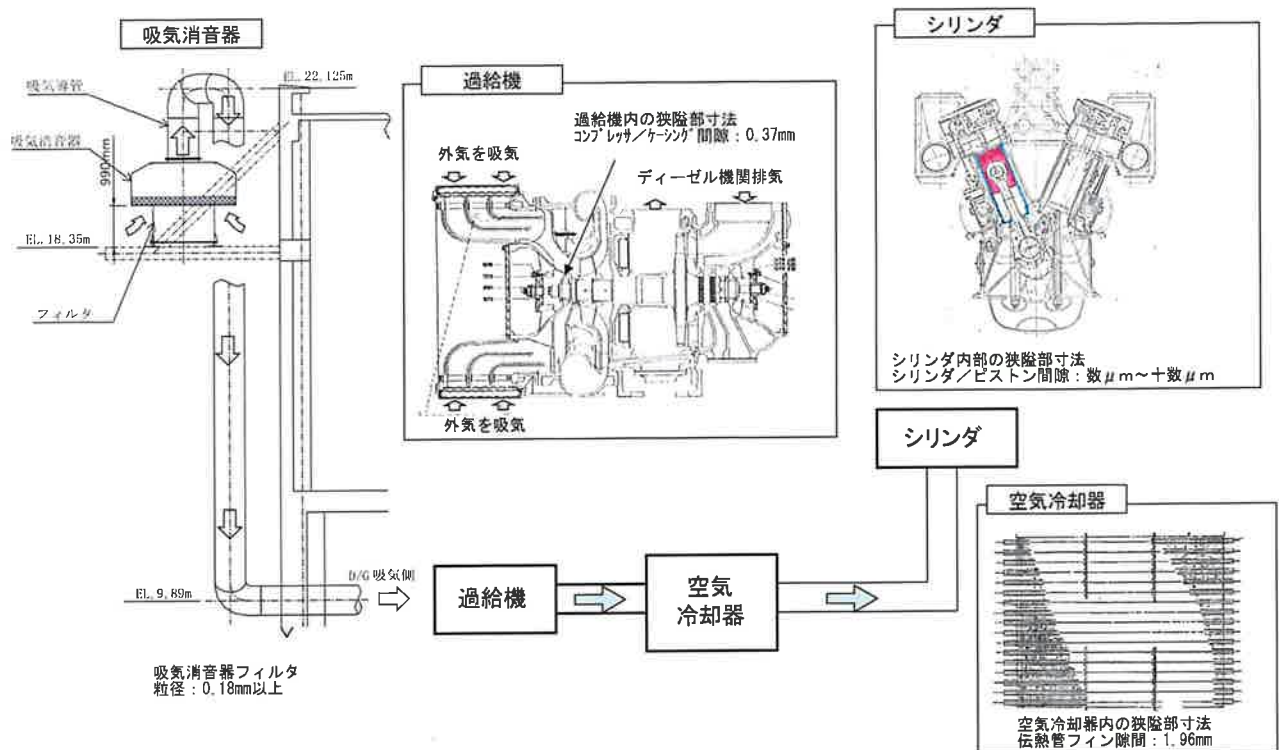 吸気消音器
EL.22.125m
吸気導管
吸気消音器
990mm
EL.18.35m
フィルタ
EL.9.89m
D/G 吸気側
吸気消音器フィルタ
粒径：0.18mm以上
過給機
過給機内の狭隘部寸法
コンプレッサ／ケーシング間隙：0.37mm
外気を吸気
ディーゼル機関排気
外気を吸気
シリンダ
シリンダ内部の狭隘部寸法
シリンダ／ピストン間隙：数μm～十数μm
過給機
空気
冷却器
シリンダ
空気冷却器
空気冷却器内の狭隘部寸法
伝熱管フィン隙間：1.96mm